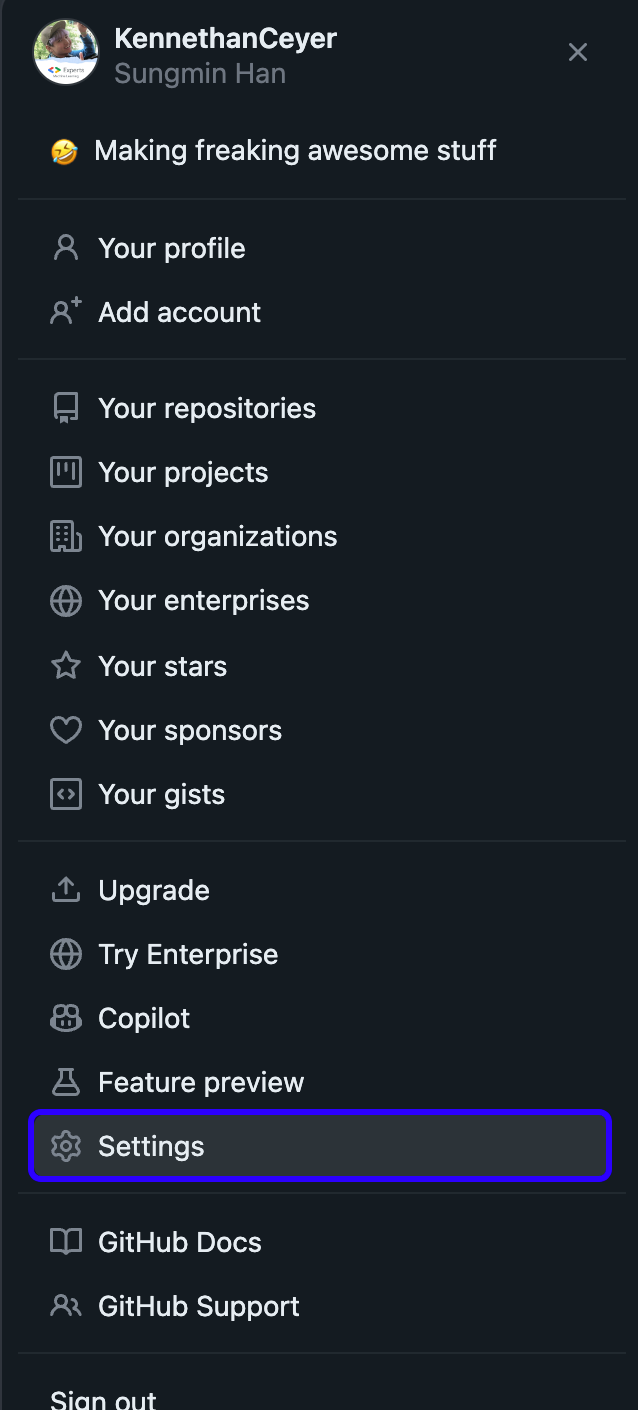 KennethanCeyer
Sungmin Han
Experts
🤣 Making freaking awesome stuff
Your profile
Add account
Your repositories
Your projects
Your organizations
Your enterprises
Your stars
Your sponsors
Your gists
Upgrade
Try Enterprise
Copilot
Feature preview
Settings
GitHub Docs
GitHub Support
Sign out